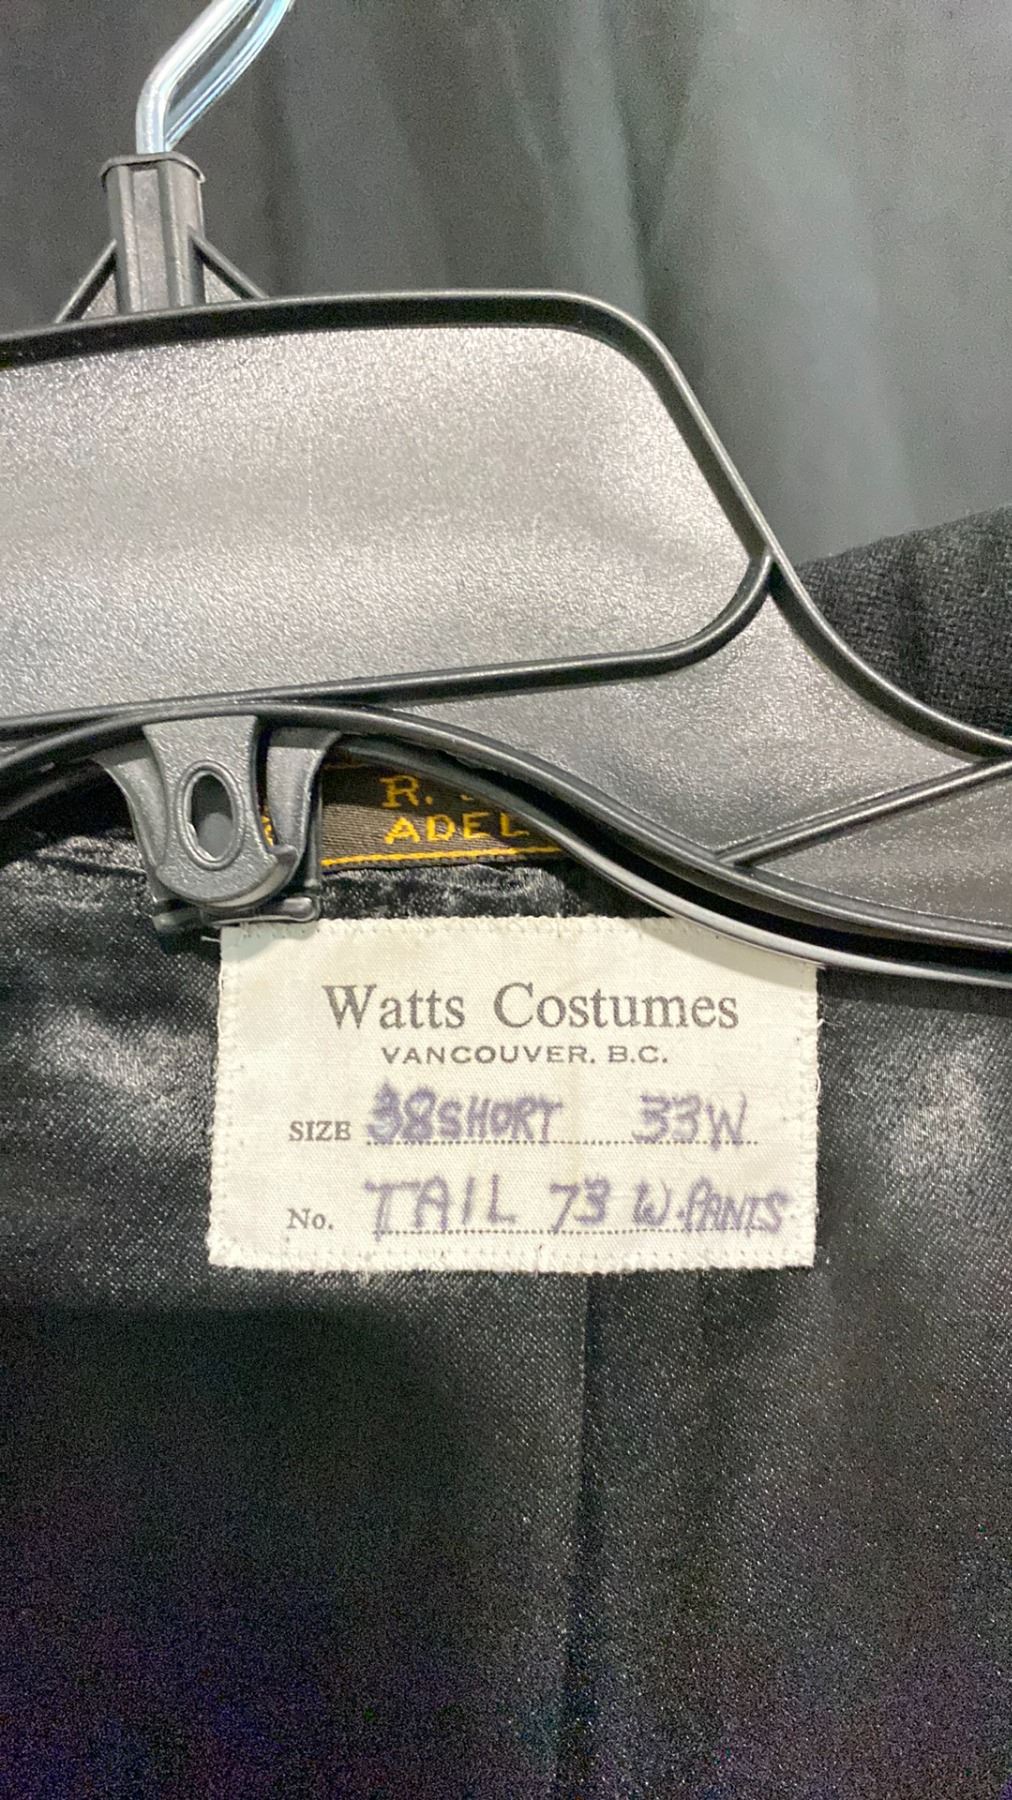 R.
ADEL
Watts Costumes
VANCOUVER, B.C.
SIZE 38SHORT 33W
No. TAIL 73 W.PANTS